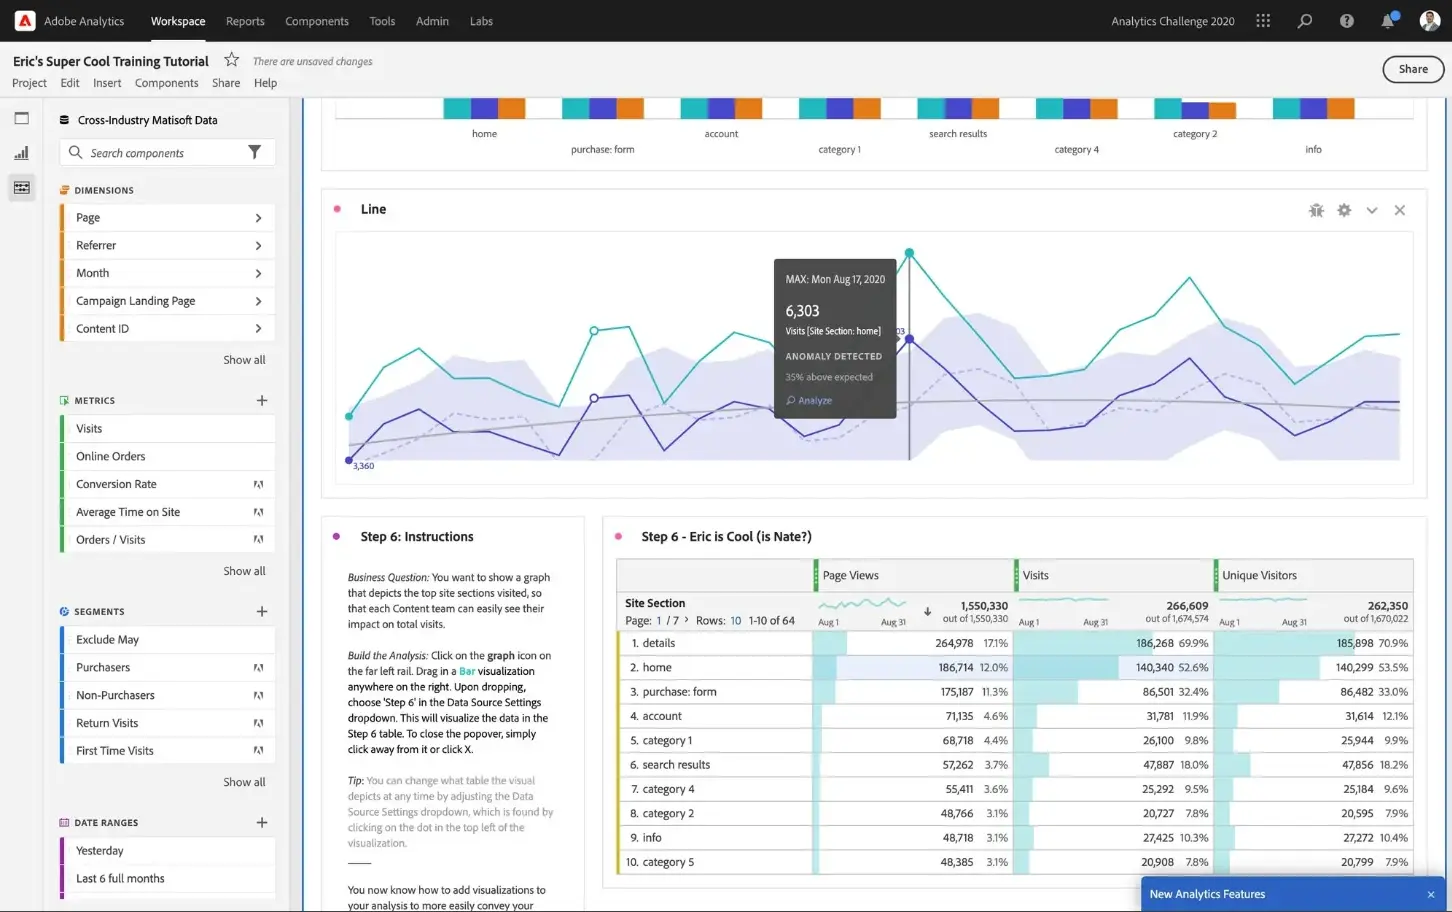 Adobe Analytics Workspace Reports Components Tools Admin Labs Analytics Challenge 2020
Eric's Super Cool Training Tutorial There are unsaved changes
Project Edit Insert Components Share Help
Share
Cross-Industry Matisoft Data
Search components
DIMENSIONS
Page
Referrer
Month
Campaign Landing Page
Content ID
Show all
METRICS
Visits
Online Orders
Conversion Rate
Average Time on Site
Orders / Visits
Show all
SEGMENTS
Exclude May
Purchasers
Non-Purchasers
Return Visits
First Time Visits
Show all
DATE RANGES
Yesterday
Last 6 full months
home account search results category 2
purchase: form category 1 category 4 info
Line
MAX: Mon Aug 17, 2020
6,303
Visits [Site Section: home]
ANOMALY DETECTED
35% above expected
Analyze
03
3,360
Step 6: Instructions
Business Question: You want to show a graph
that depicts the top site sections visited, so
that each Content team can easily see their
impact on total visits.
Build the Analysis: Click on the graph icon on
the far left rail. Drag in a Bar visualization
anywhere on the right. Upon dropping,
choose 'Step 6' in the Data Source Settings
dropdown. This will visualize the data in the
Step 6 table. To close the popover, simply
click away from it or click X.
Tip: You can change what table the visual
depicts at any time by adjusting the Data
Source Settings dropdown, which is found by
clicking on the dot in the top left of the
visualization.
You now know how to add visualizations to
your analysis to more easily convey your
Step 6 - Eric is Cool (is Nate?)
Page Views Visits Unique Visitors
Site Section 1,550,330 266,609 262,350
Page: 1 / 7 > Rows: 10 1-10 of 64 Aug 1 Aug 31 out of 1,550,330 Aug 1 Aug 31 out of 1,674,574 Aug 1 Aug 31 out of 1,670,022
1. details 264,978 17.1% 186,268 69.9% 185,898 70.9%
2. home 186,714 12.0% 140,340 52.6% 140,299 53.5%
3. purchase: form 175,187 11.3% 86,501 32.4% 86,482 33.0%
4. account 71,135 4.6% 31,781 11.9% 31,614 12.1%
5. category 1 68,718 4.4% 26,100 9.8% 25,944 9.9%
6. search results 57,262 3.7% 47,887 18.0% 47,856 18.2%
7. category 4 55,411 3.6% 25,292 9.5% 25,184 9.6%
8. category 2 48,766 3.1% 20,727 7.8% 20,595 7.9%
9. info 48,718 3.1% 27,425 10.3% 27,272 10.4%
10. category 5 48,385 3.1% 20,908 7.8% 20,799 7.9%
New Analytics Features